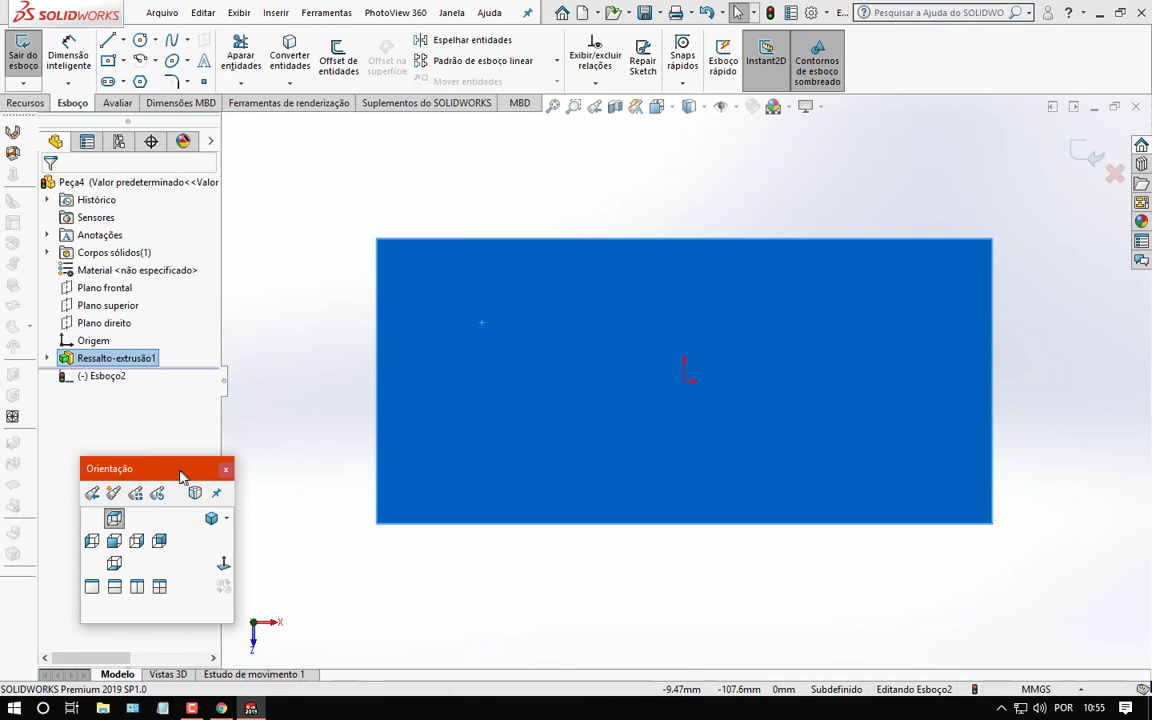 SOLIDWORKS Arquivo Editar Exibir Inserir Ferramentas PhotoView 360 Janela Ajuda E... Pesquisar a Ajuda do SOLIDWO
Sair do esboço
Dimensão inteligente
Aparar entidades
Converter entidades
Offset de entidades
Offset na superfície
Espelhar entidades
Padrão de esboço linear
Mover entidades
Exibir/excluir relações
Repair Sketch
Snaps rápidos
Esboço rápido
Instant2D
Contornos de esboço sombreado
Recursos Esboço Avaliar Dimensões MBD Ferramentas de renderização Suplementos do SOLIDWORKS MBD
Peça4 (Valor predeterminado<<Valor
Histórico
Sensores
Anotações
Corpos sólidos(1)
Material <não especificado>
Plano frontal
Plano superior
Plano direito
Origem
Ressalto-extrusão1
(-) Esboço2
Orientação x
X
Z
Modelo Vistas 3D Estudo de movimento 1
SOLIDWORKS Premium 2019 SP1.0 -9.47mm -107.6mm 0mm Subdefinido Editando Esboço2 MMGS
2019 POR 10:55